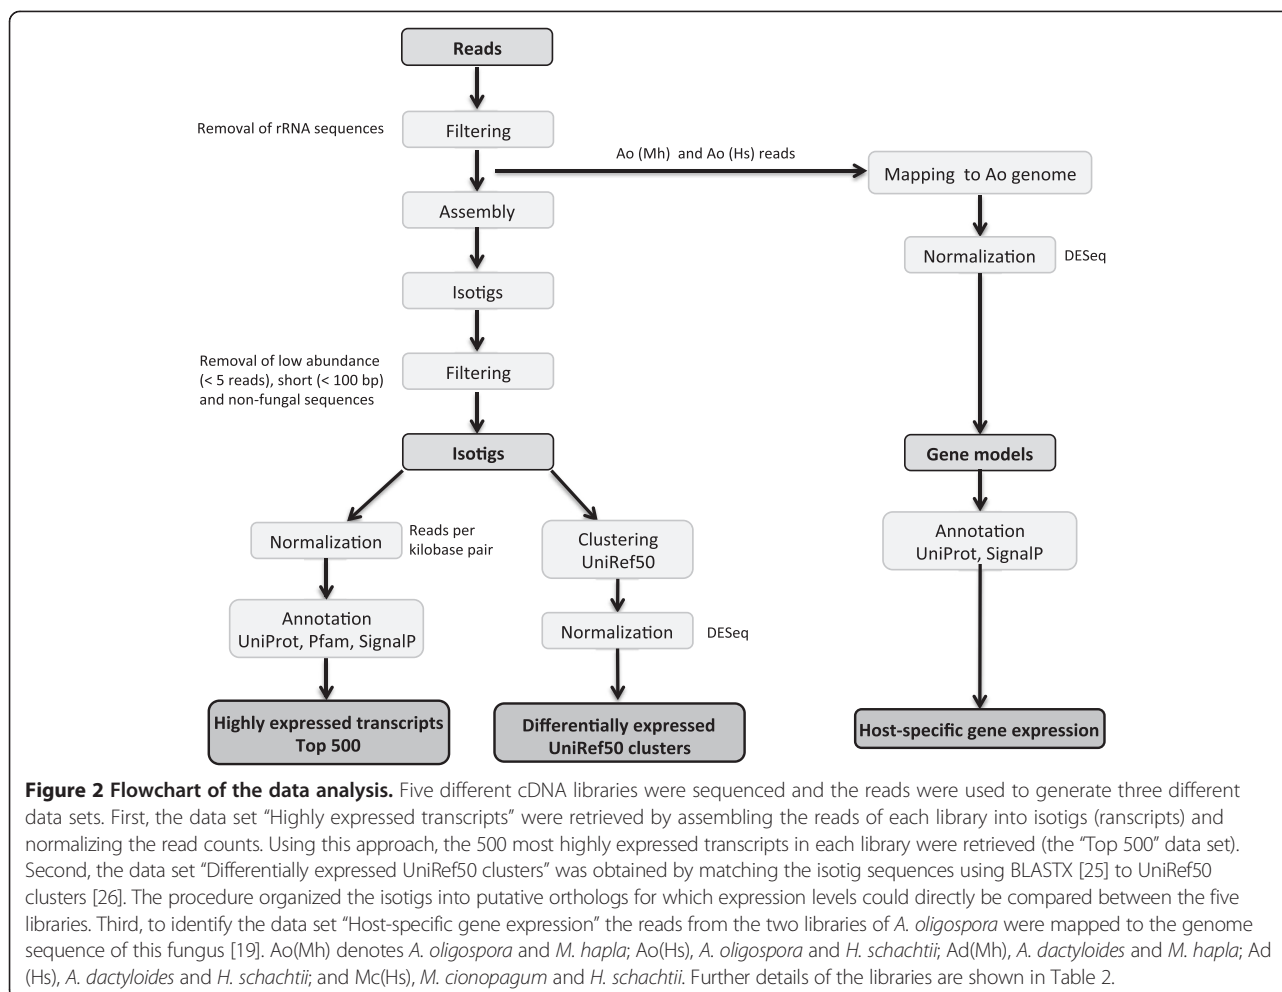 Reads
Removal of rRNA sequences
Filtering
Ao (Mh) and Ao (Hs) reads
Mapping to Ao genome
Assembly
Normalization
DESeq
Isotigs
Removal of low abundance
(< 5 reads), short (< 100 bp)
and non-fungal sequences
Filtering
Isotigs
Gene models
Normalization
Reads per
kilobase pair
Clustering
UniRef50
Annotation
UniProt, SignalP
Annotation
UniProt, Pfam, SignalP
Normalization
DESeq
Highly expressed transcripts
Top 500
Differentially expressed
UniRef50 clusters
Host-specific gene expression
Figure 2 Flowchart of the data analysis. Five different cDNA libraries were sequenced and the reads were used to generate three different
data sets. First, the data set “Highly expressed transcripts” were retrieved by assembling the reads of each library into isotigs (ranscripts) and
normalizing the read counts. Using this approach, the 500 most highly expressed transcripts in each library were retrieved (the “Top 500” data set).
Second, the data set “Differentially expressed UniRef50 clusters” was obtained by matching the isotig sequences using BLASTX [25] to UniRef50
clusters [26]. The procedure organized the isotigs into putative orthologs for which expression levels could directly be compared between the five
libraries. Third, to identify the data set “Host-specific gene expression” the reads from the two libraries of A. oligospora were mapped to the genome
sequence of this fungus [19]. Ao(Mh) denotes A. oligospora and M. hapla; Ao(Hs), A. oligospora and H. schachtii; Ad(Mh), A. dactyloides and M. hapla; Ad
(Hs), A. dactyloides and H. schachtii; and Mc(Hs), M. cionopagum and H. schachtii. Further details of the libraries are shown in Table 2.